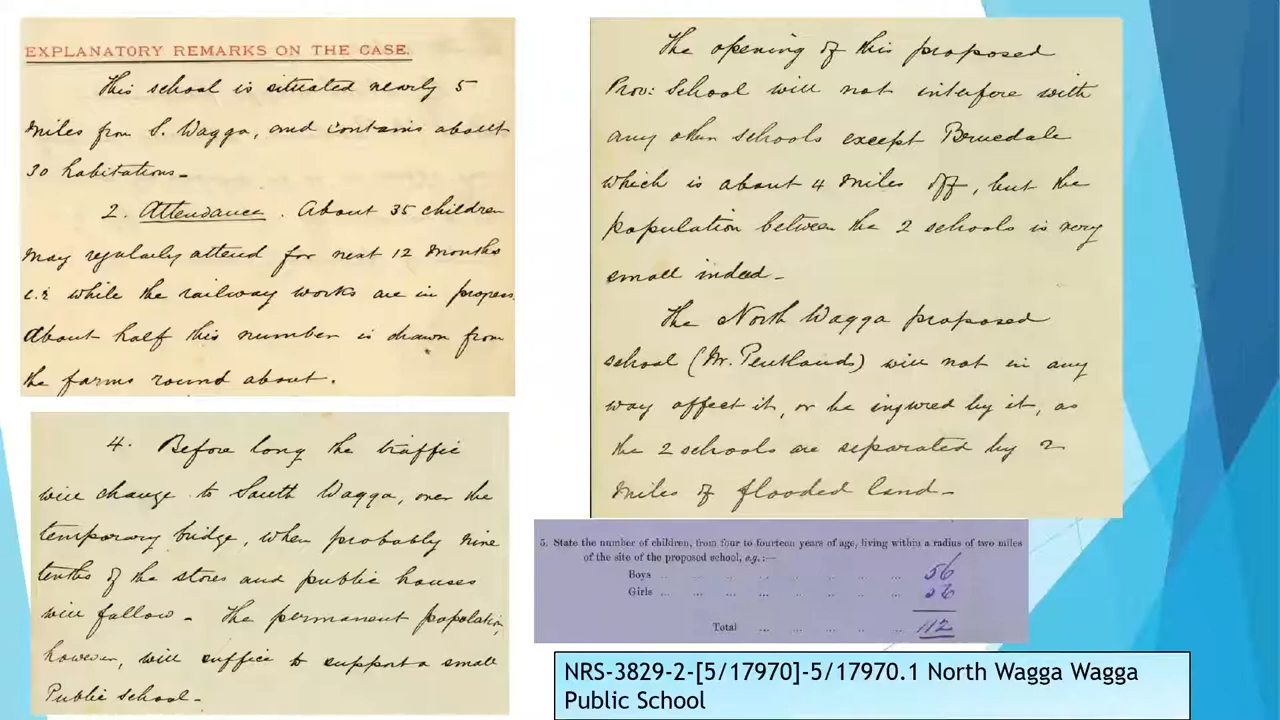 EXPLANATORY REMARKS ON THE CASE.
This school is situated nearly 5
miles from S. Wagga, and contains about
30 habitations.
2. Attendance. About 35 children
may regularly attend for next 12 months
i.e. while the railway works are in progress.
About half this number is drawn from
the farms round about.
4. Before long the traffic
will change to South Wagga, over the
temporary bridge, when probably nine
tenths of the stores and public houses
will follow. The permanent population,
however, will suffice to support a small
Public school.
The opening of this proposed
Prov: School will not interfere with
any other schools except Brucedale
which is about 4 miles off, but the
population between the 2 schools is very
small indeed.
The North Wagga proposed
school (Mr. Pentlands) will not in any
way affect it, or be injured by it, as
the 2 schools are separated by 2
miles of flooded land.
5. State the number of children, from four to fourteen years of age, living within a radius of two miles
of the site of the proposed school, e.g.:—
Boys ... ... ... ... ... ... 56
Girls ... ... ... ... ... ... 56
Total ... ... ... ... 112
NRS-3829-2-[5/17970]-5/17970.1 North Wagga Wagga
Public School